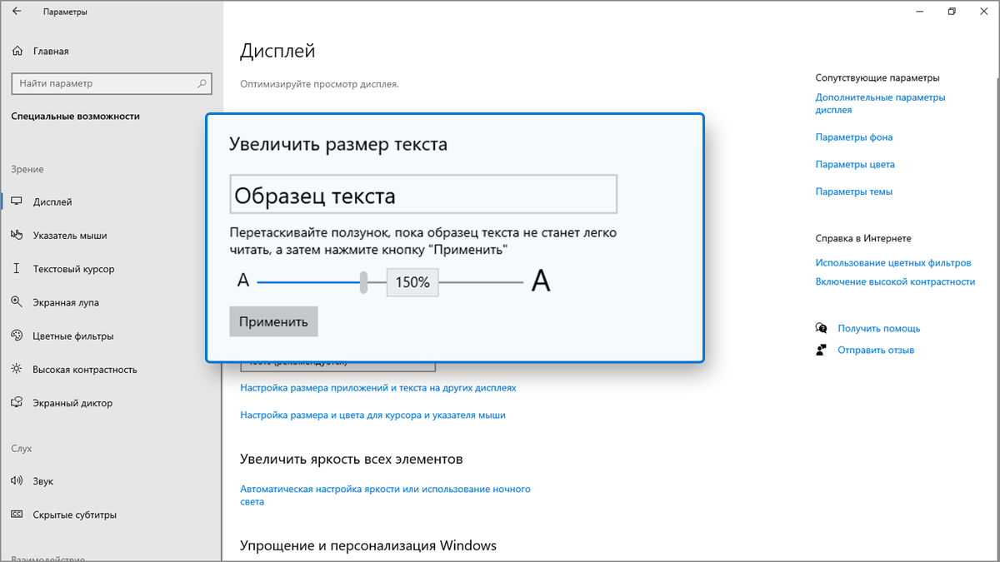 Параметры
Главная
Найти параметр
Специальные возможности
Зрение
Дисплей
Указатель мыши
Текстовый курсор
Экранная лупа
Цветные фильтры
Высокая контрастность
Экранный диктор
Слух
Звук
Скрытые субтитры
Взаимодействие
Дисплей
Оптимизируйте просмотр дисплея.
Увеличить размер текста
Образец текста
Перетаскивайте ползунок, пока образец текста не станет легко
читать, а затем нажмите кнопку "Применить"
A
150%
A
Применить
(рекомендуется)
Настройка размера приложений и текста на других дисплеях
Настройка размера и цвета для курсора и указателя мыши
Увеличить яркость всех элементов
Автоматическая настройка яркости или использование ночного
света
Упрощение и персонализация Windows
Сопутствующие параметры
Дополнительные параметры
дисплея
Параметры фона
Параметры цвета
Параметры темы
Справка в Интернете
Использование цветных фильтров
Включение высокой контрастности
Получить помощь
Отправить отзыв